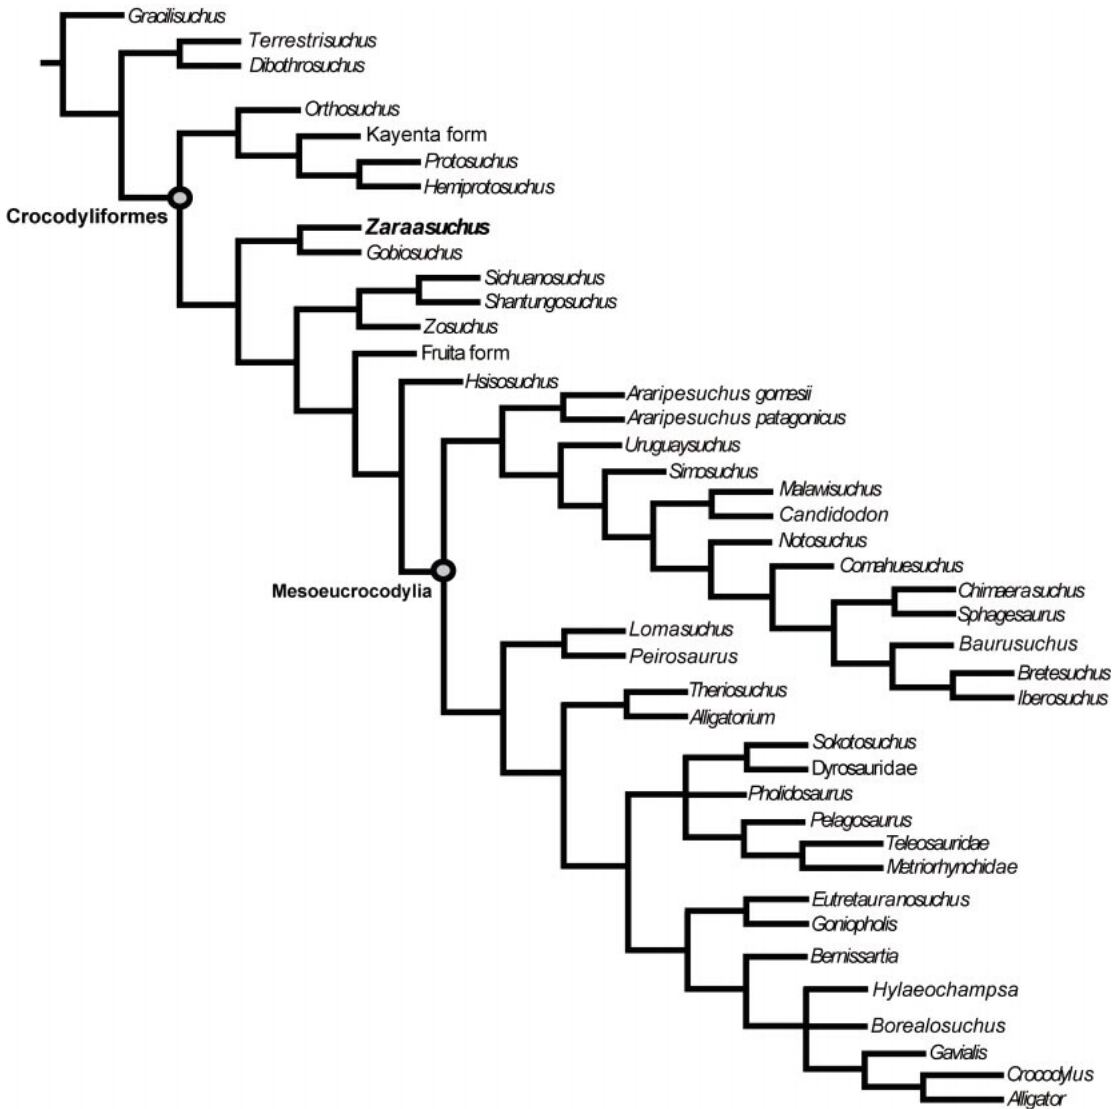 Gracilisuchus
Terrestrisuchus
Dibothrosuchus
Orthosuchus
Kayenta form
Protosuchus
Hemiprotosuchus
Crocodyliformes
Zaraasuchus
Gobiosuchus
Sichuanosuchus
Shantungosuchus
Zosuchus
Fruita form
Hsisosuchus
Araripesuchus gomesii
Araripesuchus patagonicus
Uruguaysuchus
Simosuchus
Malawisuchus
Candidodon
Notosuchus
Comahuesuchus
Mesoeucrocodylia
Chimaerasuchus
Sphagesaurus
Baurusuchus
Bretesuchus
Iberosuchus
Lomasuchus
Peirosaurus
Theriosuchus
Alligatorium
Sokotosuchus
Dyrosauridae
Pholidosaurus
Pelagosaurus
Teleosauridae
Metriorhynchidae
Eutretauranosuchus
Goniopholis
Bernissartia
Hylaeochampsa
Borealosuchus
Gavialis
Crocodylus
Alligator